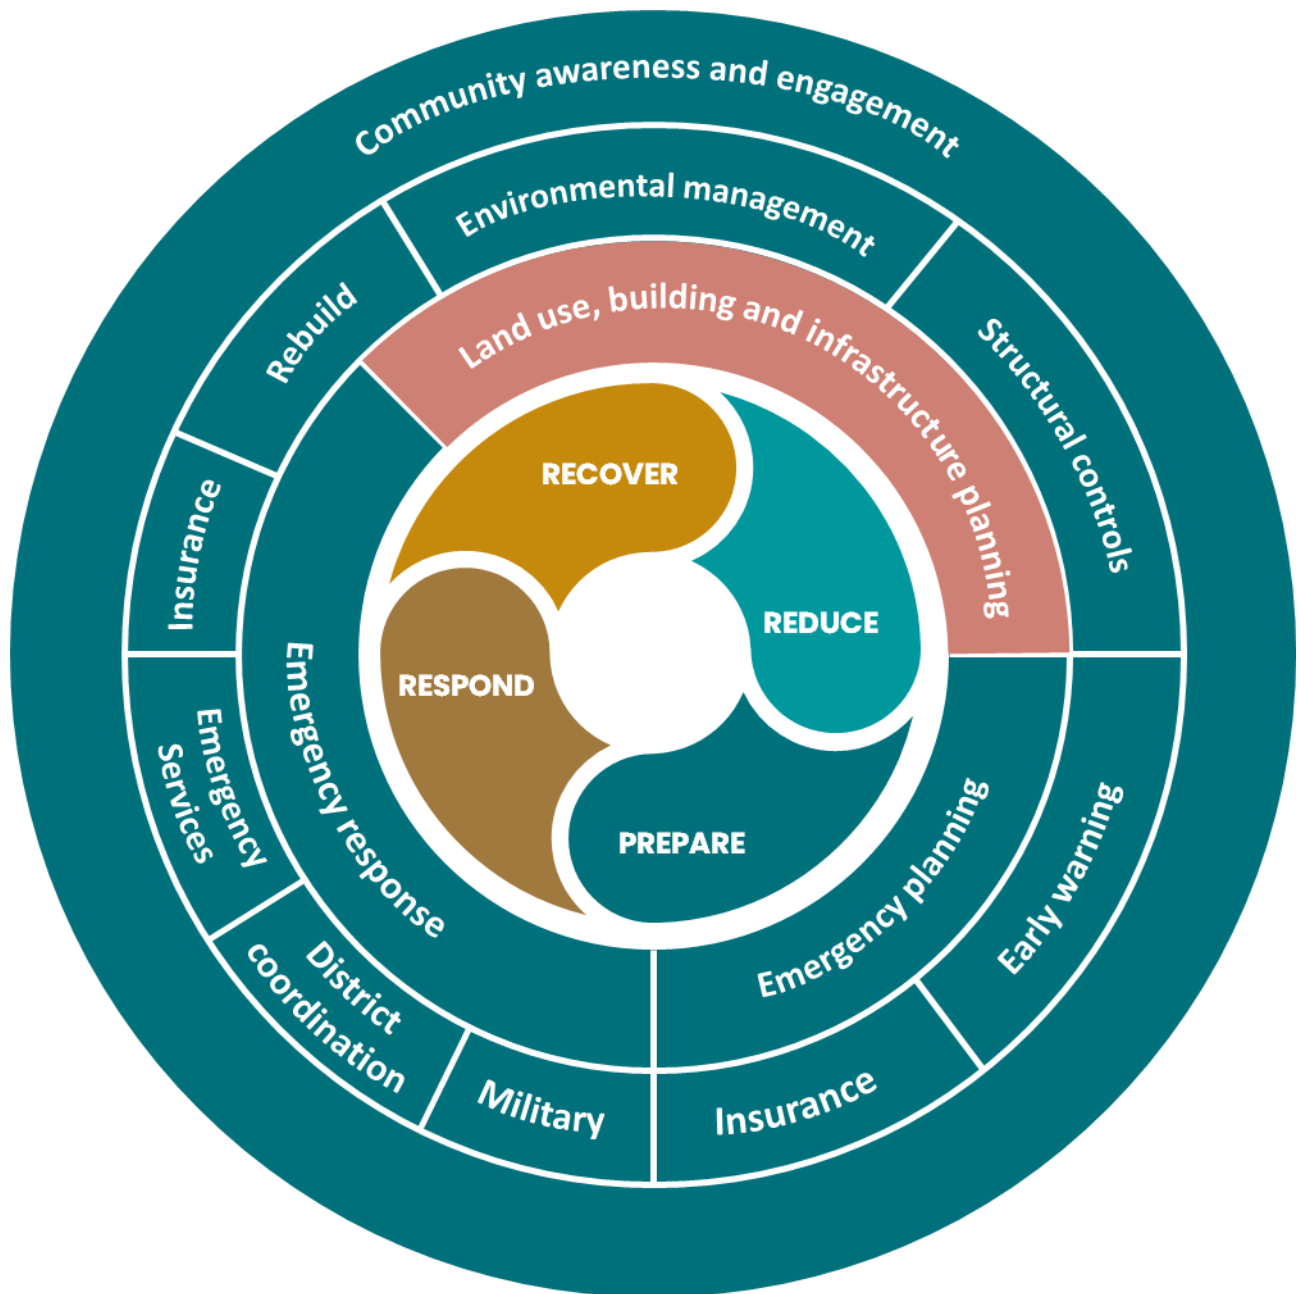 Community awareness and engagement
Environmental management
Structural controls
Early warning
Insurance
Military
District
coordination
Emergency
Services
Insurance
Rebuild
Land use, building and infrastructure planning
Emergency planning
Emergency response
RECOVER
REDUCE
PREPARE
RESPOND